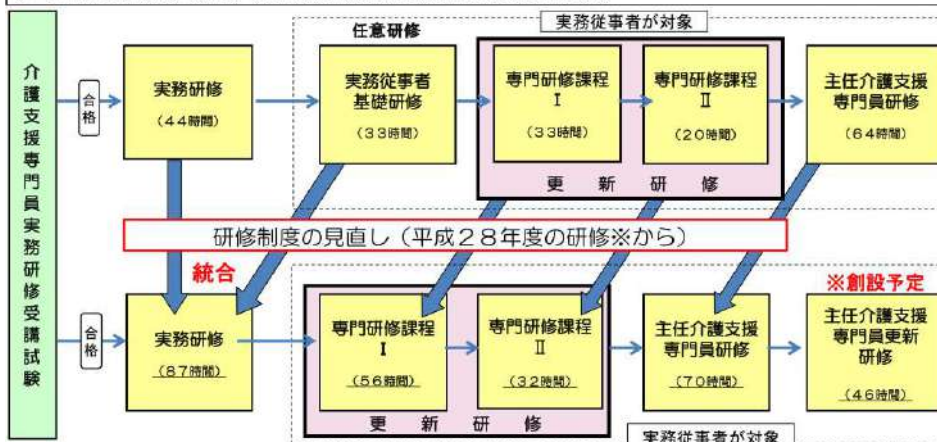 介護支援専門員実務研修受講試験
実務従事者が対象
任意研修
合格
実務研修
(44時間)
実務従事者
基礎研修
(33時間)
専門研修課程
Ⅰ
(33時間)
専門研修課程
Ⅱ
(20時間)
主任介護支援
専門員研修
(64時間)
更新研修
研修制度の見直し(平成28年度の研修※から)
統合
※創設予定
合格
実務研修
(87時間)
専門研修課程
Ⅰ
(56時間)
専門研修課程
Ⅱ
(32時間)
主任介護支援
専門員研修
(70時間)
主任介護支援
専門員更新
研修
(46時間)
更新研修
実務従事者が対象